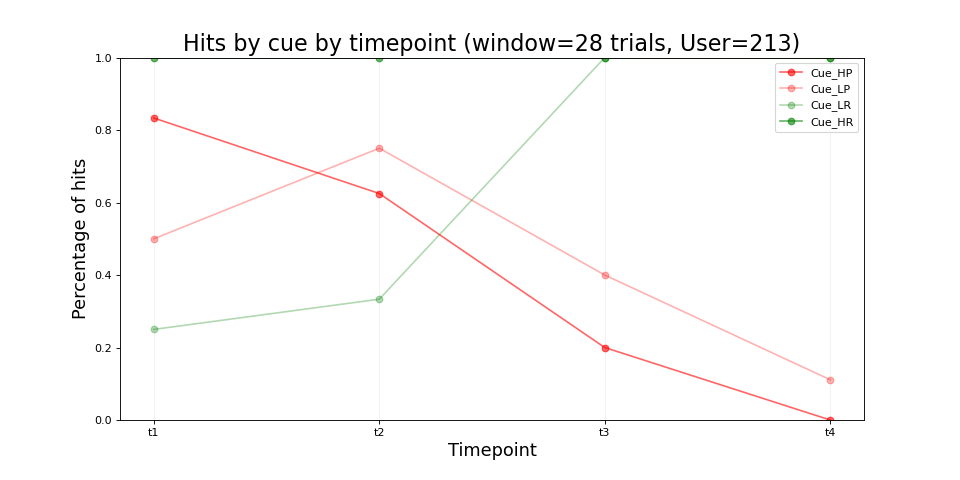 Hits by cue by timepoint (window=28 trials, User=213)
Cue_HP
Cue_LP
Cue_LR
Cue_HR
Percentage of hits
1.0
0.8
0.6
0.4
0.2
0.0
t1 t2 t3 t4
Timepoint